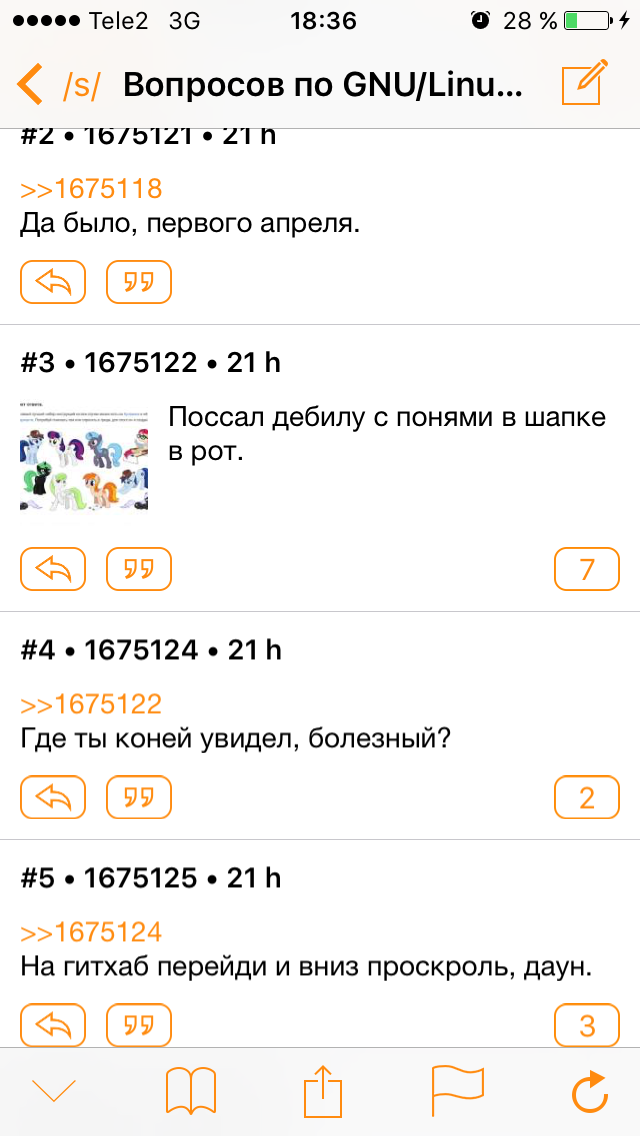 Tele2 3G 18:36 28 %
/s/ Вопросов по GNU/Linu...
#2 • 1675121 • 21 h
>>1675118
Да было, первого апреля.
#3 • 1675122 • 21 h
Поссал дебилу с понями в шапке
в рот.
7
#4 • 1675124 • 21 h
>>1675122
Где ты коней увидел, болезный?
2
#5 • 1675125 • 21 h
>>1675124
На гитхаб перейди и вниз проскроль, даун.
3